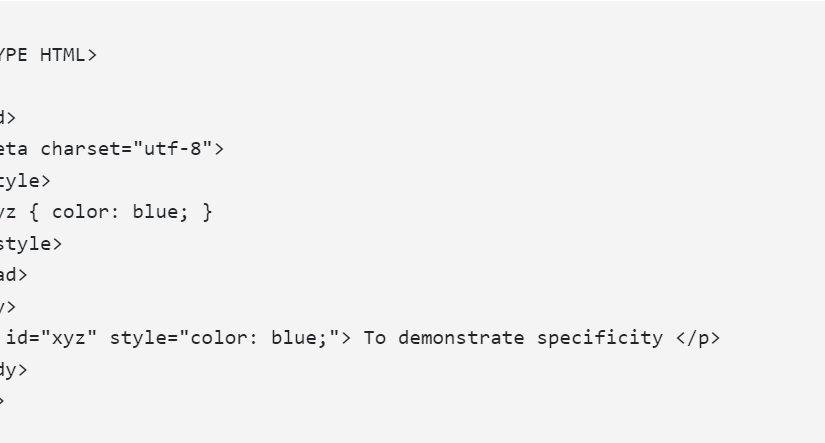 YPE HTML>
d>
eta charset="utf-8">
tyle>
yz { color: blue; }
style>
ad>
y>
id="xyz" style="color: blue;"> To demonstrate specificity </p>
dy>
>